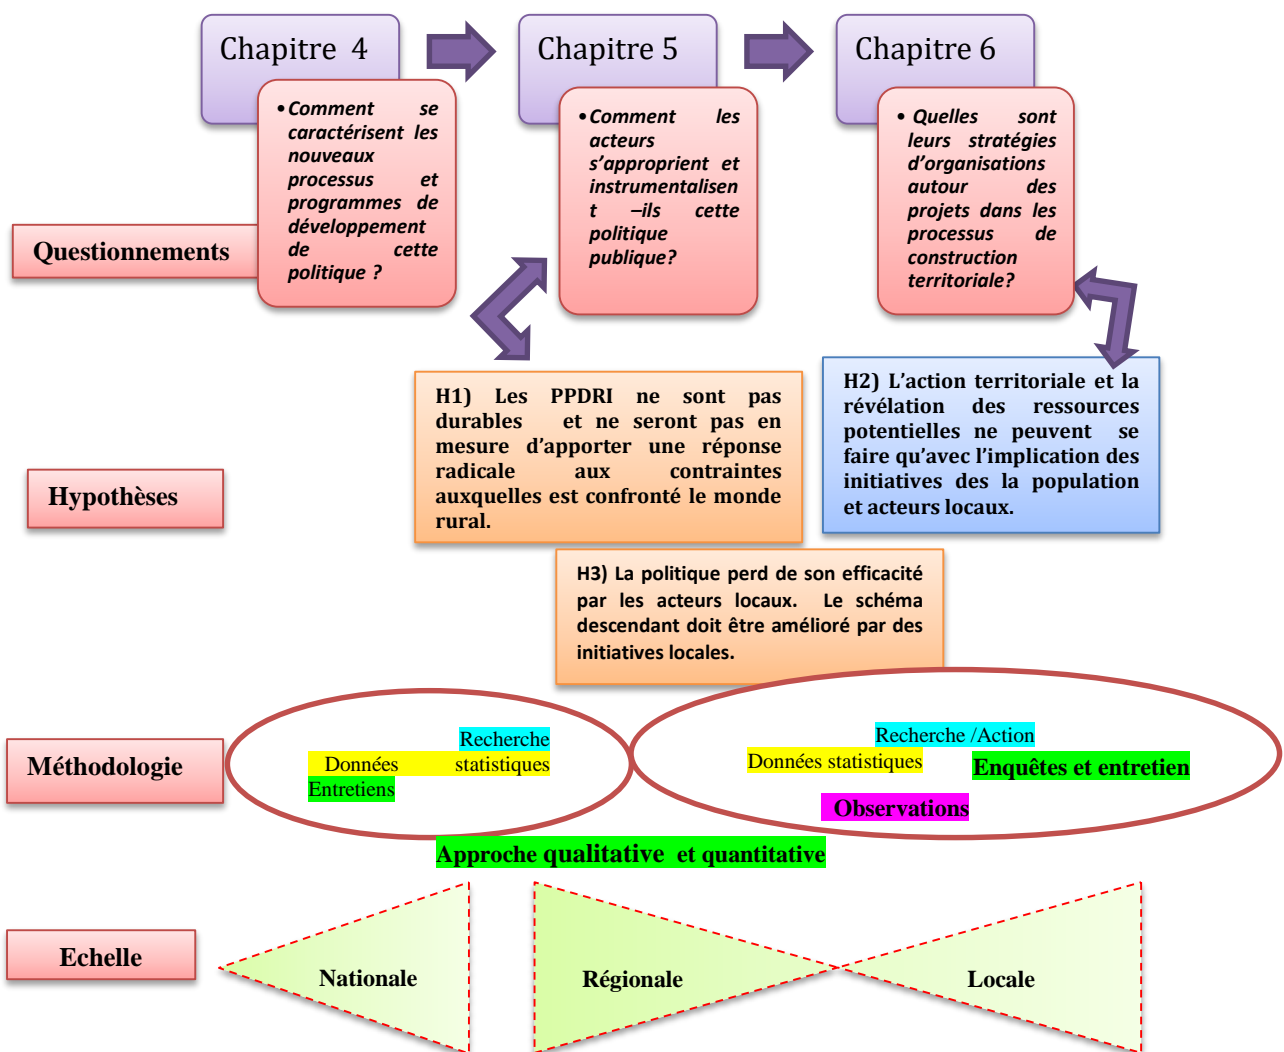 Chapitre 4
Chapitre 5
Chapitre 6
•Comment se
caractérisent les
nouveaux
processus et
programmes de
développement
de cette
politique ?
•Comment les
acteurs
s’approprient et
instrumentalisen
t –ils cette
politique
publique?
• Quelles sont
leurs stratégies
d’organisations
autour des
projets dans les
processus de
construction
territoriale?
Questionnements
H1) Les PPDRI ne sont pas
durables et ne seront pas en
mesure d’apporter une réponse
radicale aux contraintes
auxquelles est confronté le monde
rural.
H2) L’action territoriale et la
révélation des ressources
potentielles ne peuvent se
faire qu’avec l’implication des
initiatives des la population
et acteurs locaux.
Hypothèses
H3) La politique perd de son efficacité
par les acteurs locaux. Le schéma
descendant doit être amélioré par des
initiatives locales.
Méthodologie
Recherche
Données statistiques
Entretiens
Recherche /Action
Données statistiques
Enquêtes et entretien
Observations
Approche qualitative et quantitative
Echelle
Nationale
Régionale
Locale